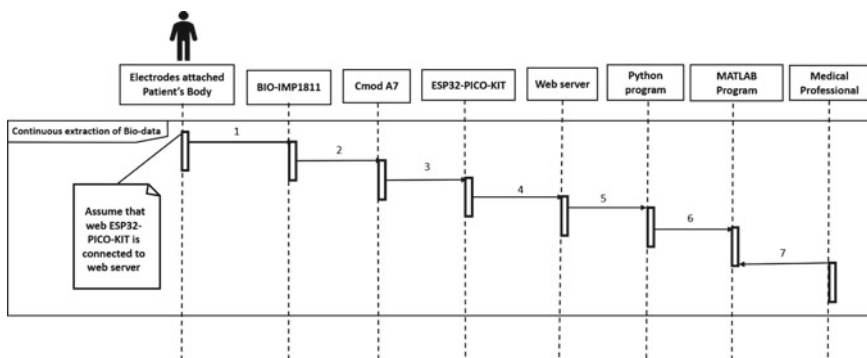 Electrodes attached
Patient's Body
BIO-IMP1811
Cmod A7
ESP32-PICO-KIT
Web server
Python
program
MATLAB
Program
Medical
Professional
Continuous extraction of Bio-data
1
2
3
4
5
6
7
Assume that
web ESP32-
PICO-KIT is
connected to
web server